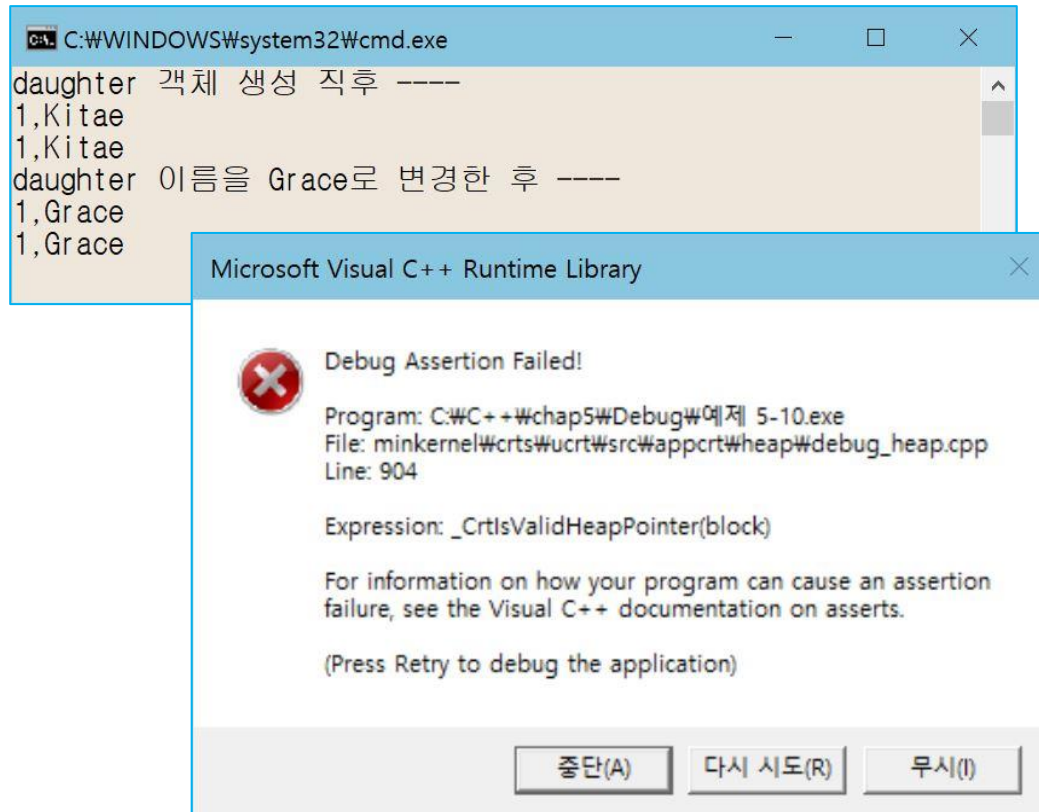 C:₩WINDOWS₩system32₩cmd.exe
daughter 객체 생성 직후 ----
1,Kitae
1,Kitae
daughter 이름을 Grace로 변경한 후 ----
1,Grace
1,Grace
Microsoft Visual C++ Runtime Library
Debug Assertion Failed!
Program: C:₩C++₩chap5₩Debug₩예제 5-10.exe
File: minkernel₩crts₩ucrt₩src₩appcrt₩heap₩debug_heap.cpp
Line: 904
Expression: _CrtIsValidHeapPointer(block)
For information on how your program can cause an assertion
failure, see the Visual C++ documentation on asserts.
(Press Retry to debug the application)
중단(A) 다시 시도(R) 무시(I)